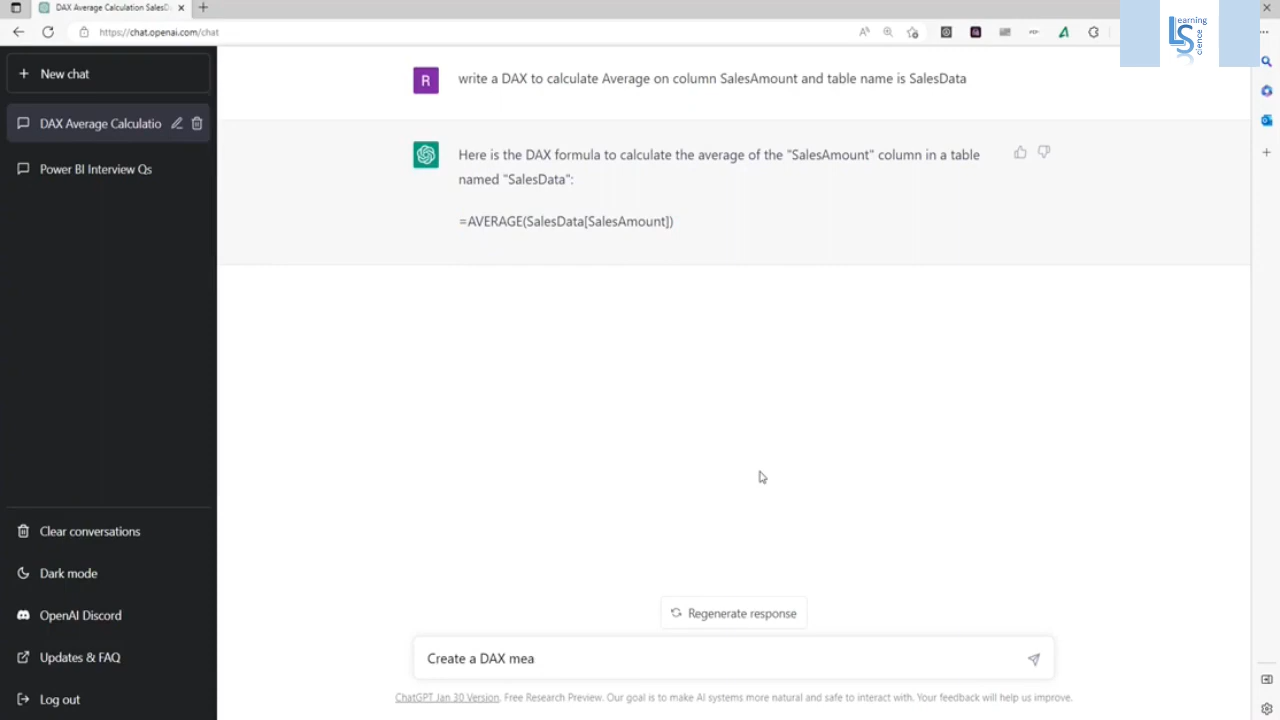 DAX Average Calculation SalesD
https://chat.openai.com/chat
Learning
Science
New chat
DAX Average Calculatio
Power BI Interview Qs
Clear conversations
Dark mode
OpenAI Discord
Updates & FAQ
Log out
R
write a DAX to calculate Average on column SalesAmount and table name is SalesData
Here is the DAX formula to calculate the average of the "SalesAmount" column in a table
named "SalesData":
=AVERAGE(SalesData[SalesAmount])
Regenerate response
Create a DAX mea
ChatGPT Jan 30 Version. Free Research Preview. Our goal is to make AI systems more natural and safe to interact with. Your feedback will help us improve.